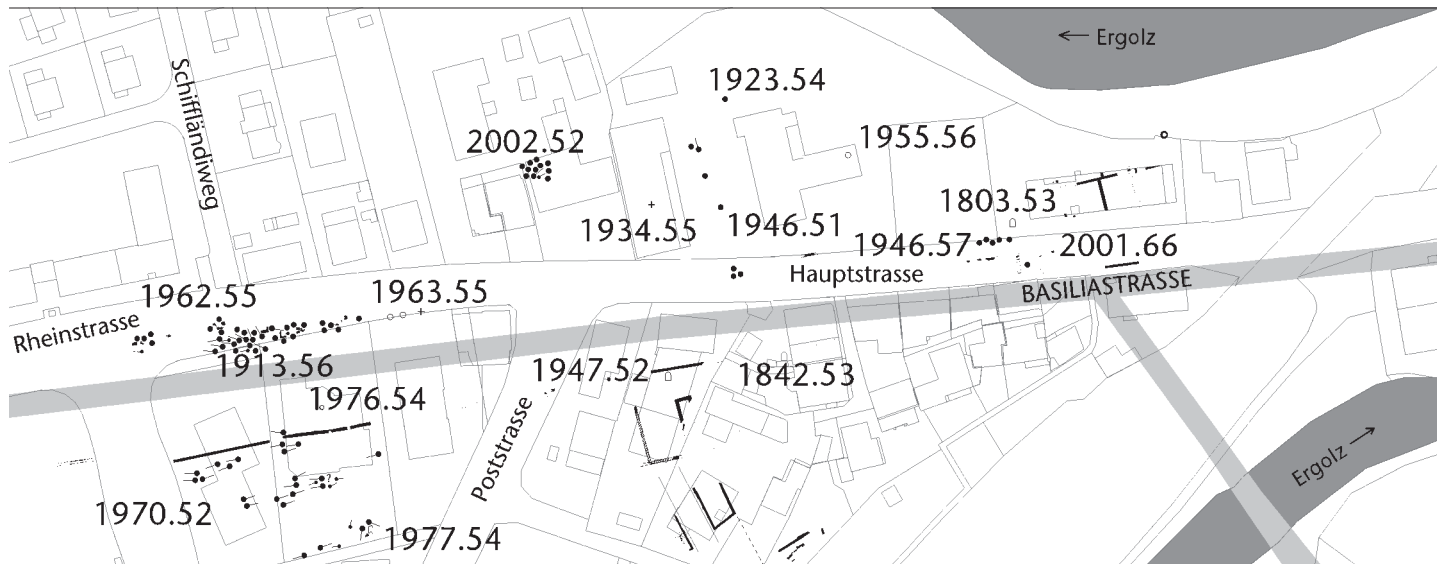 ← Ergolz
1923.54
Schiffländiweg
2002.52
1955.56
1803.53
1934.55
1946.51
1946.57
2001.66
Hauptstrasse
BASILIASTRASSE
1962.55
1963.55
Rheinstrasse
1913.56
1947.52
1842.53
1976.54
Poststrasse
Ergolz →
1970.52
1977.54